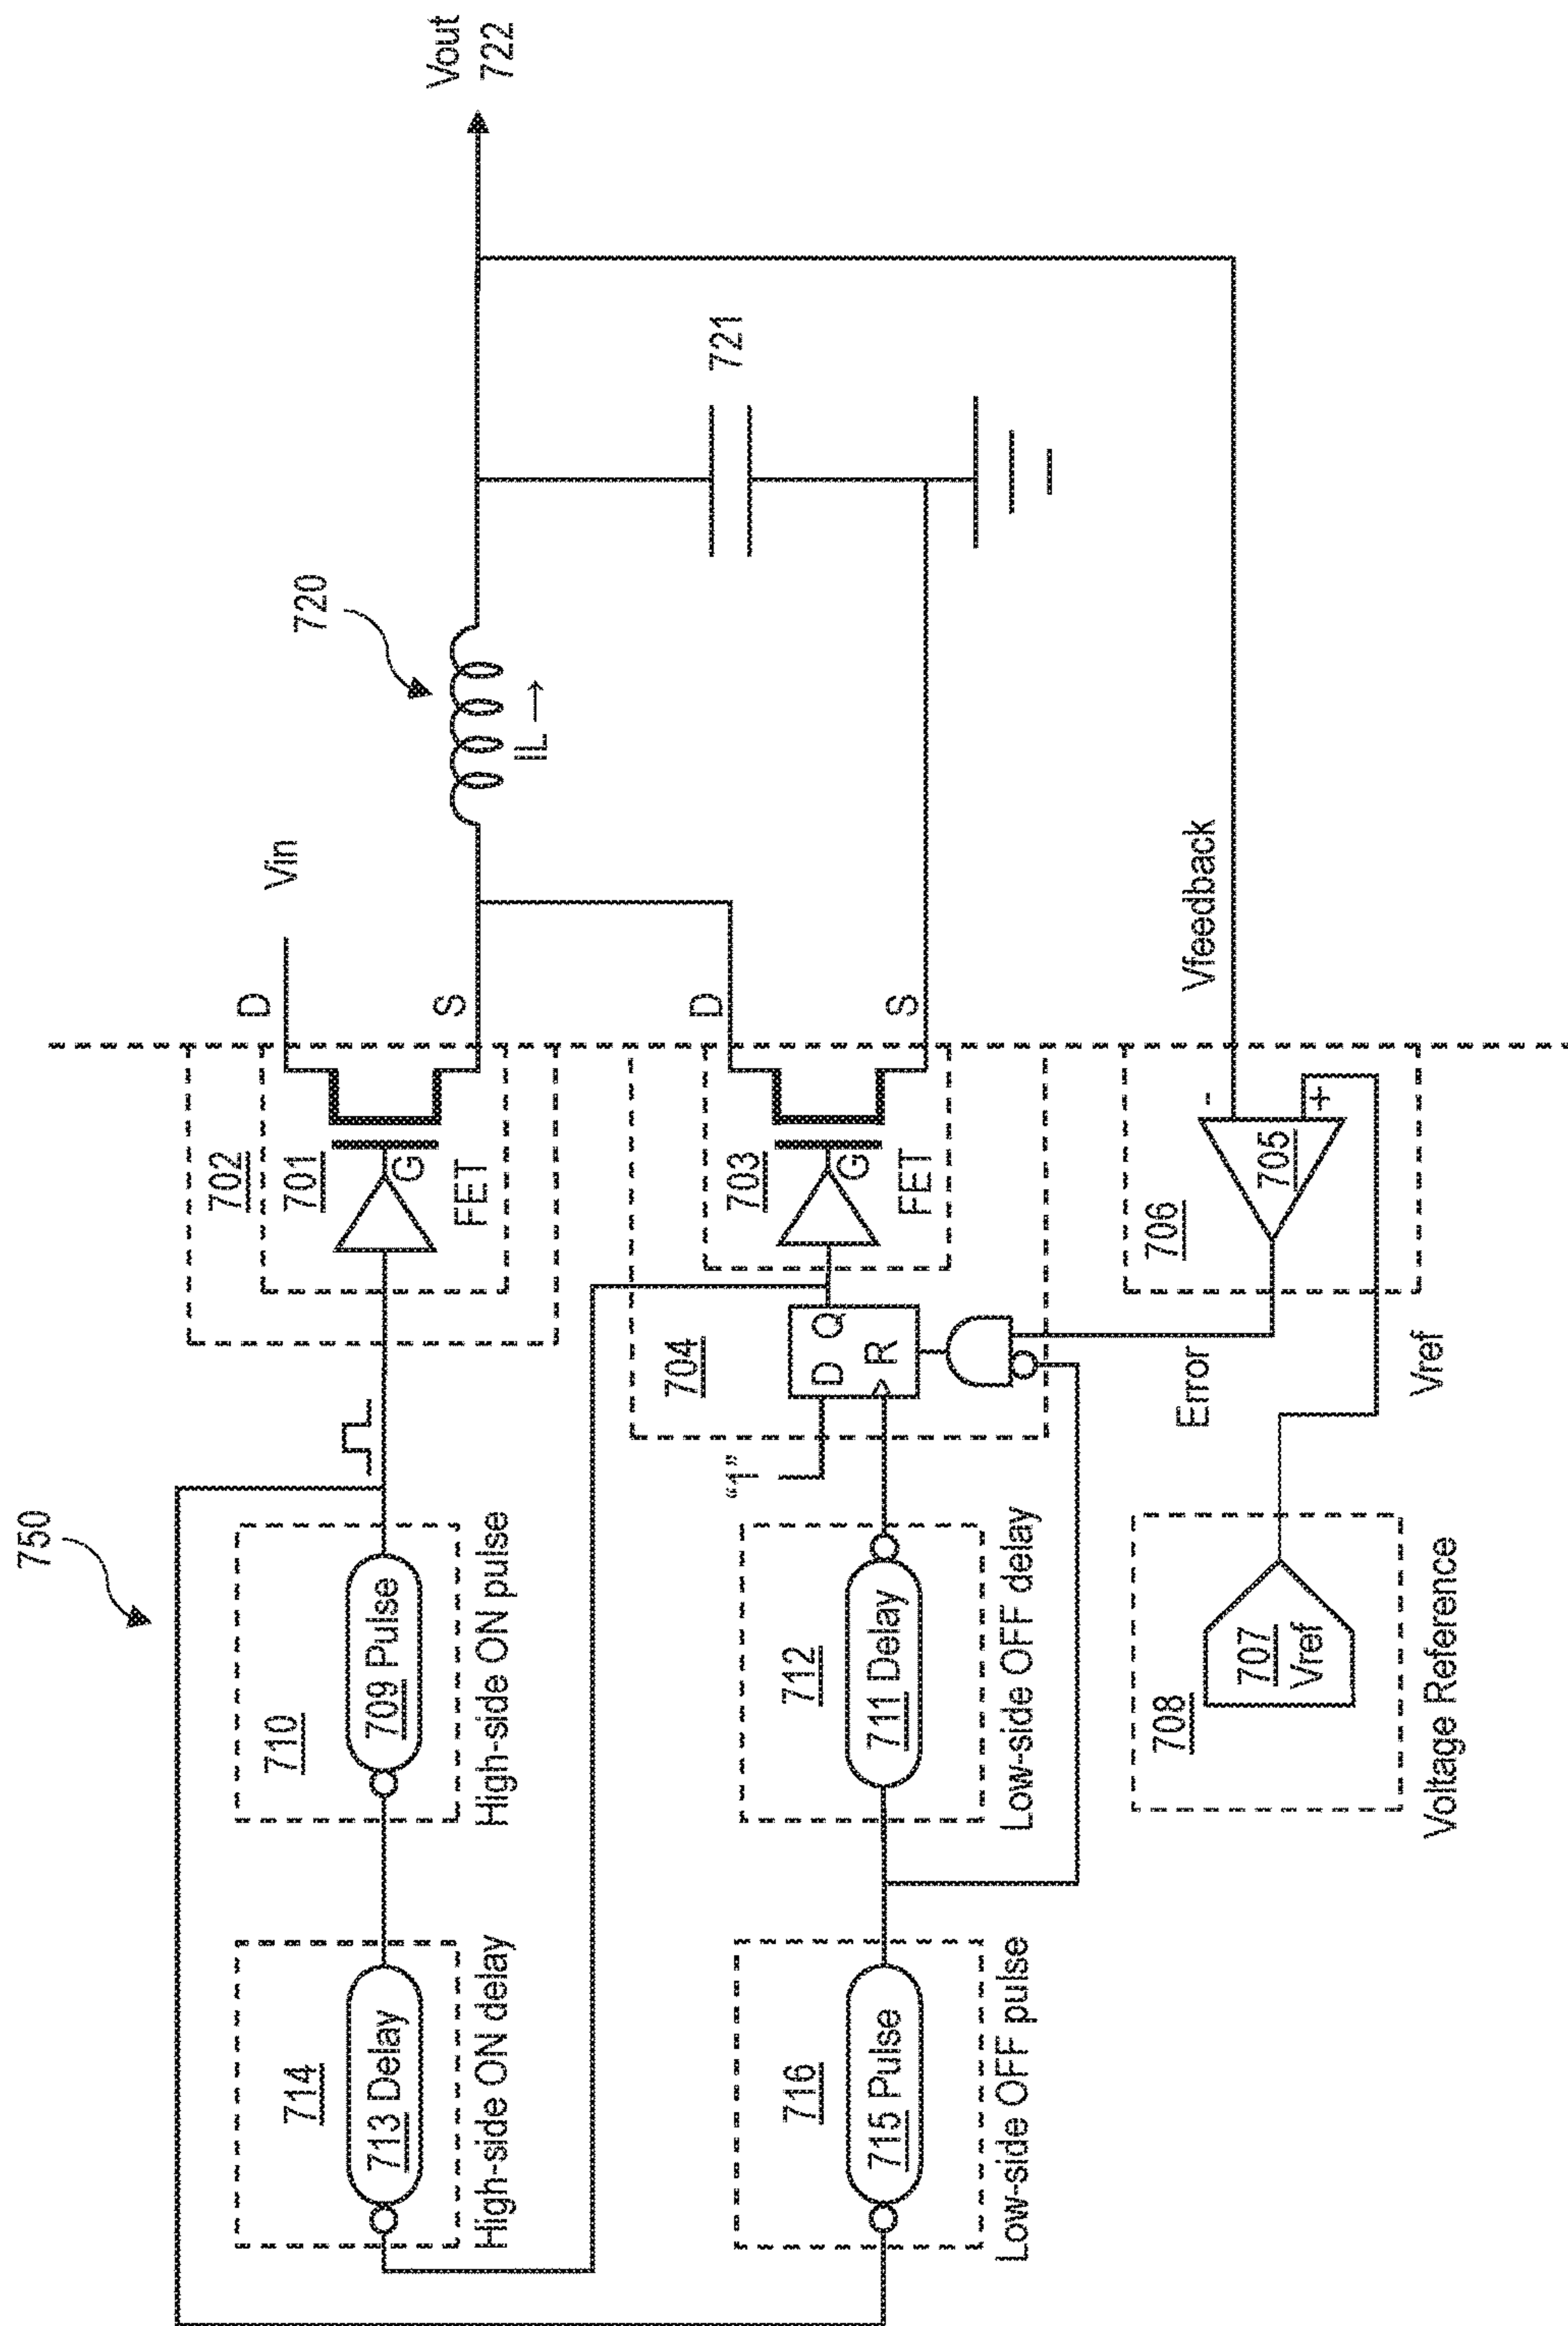 750
Vout
722
720
IL →
Vin
D
S
721
702
701
G
FET
710
709 Pulse
High-side ON pulse
714
713 Delay
High-side ON delay
D
S
703
G
FET
704
D Q
R
"1"
712
711 Delay
Low-side OFF delay
716
715 Pulse
Low-side OFF pulse
Vfeedback
-
+
705
706
Error
Vref
708
707
Vref
Voltage Reference